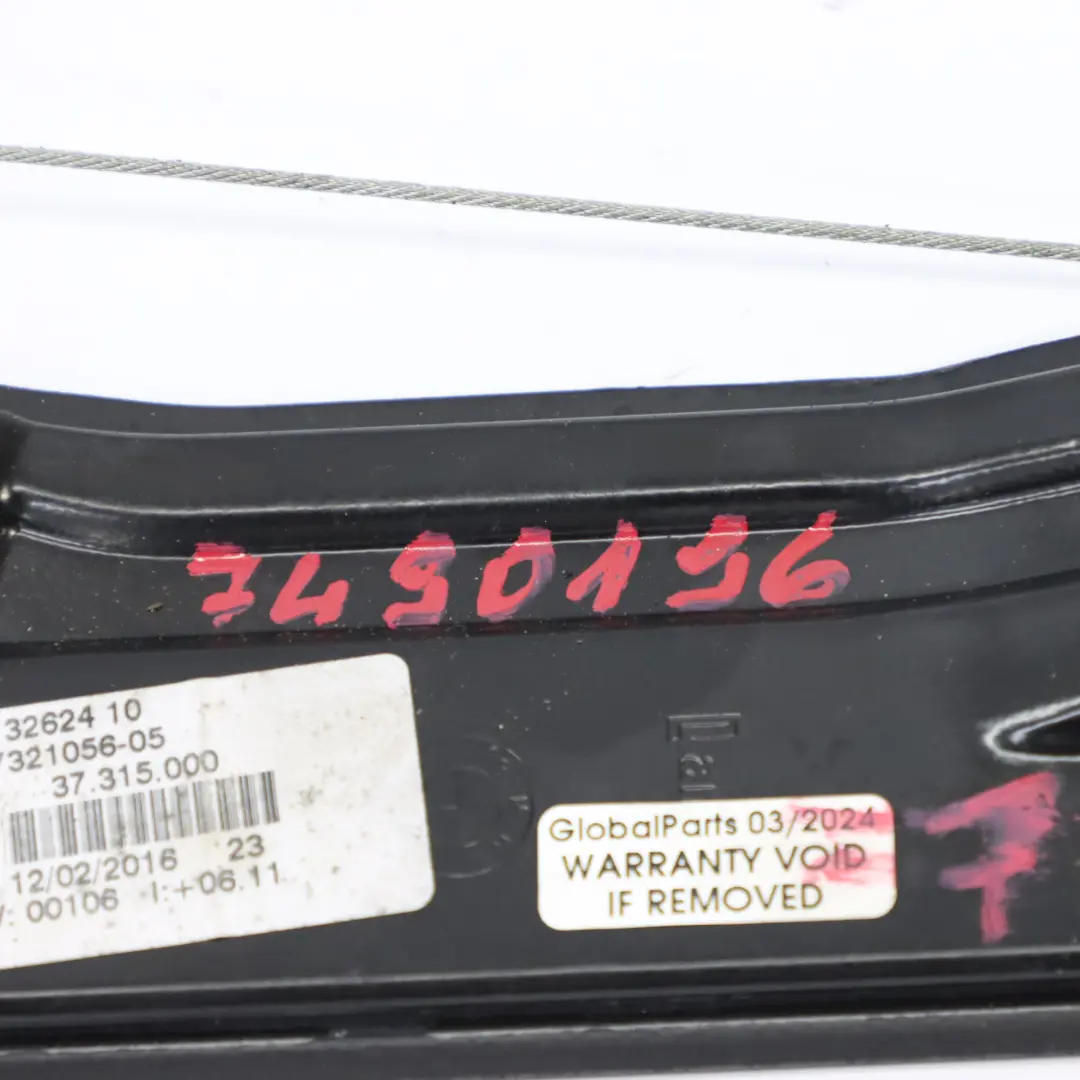 7490196
32624 10
7321056-05
37.315.000
12/02/2016 23
V: 00106 I:+06.11
GlobalParts 03/2024
WARRANTY VOID
IF REMOVED
7